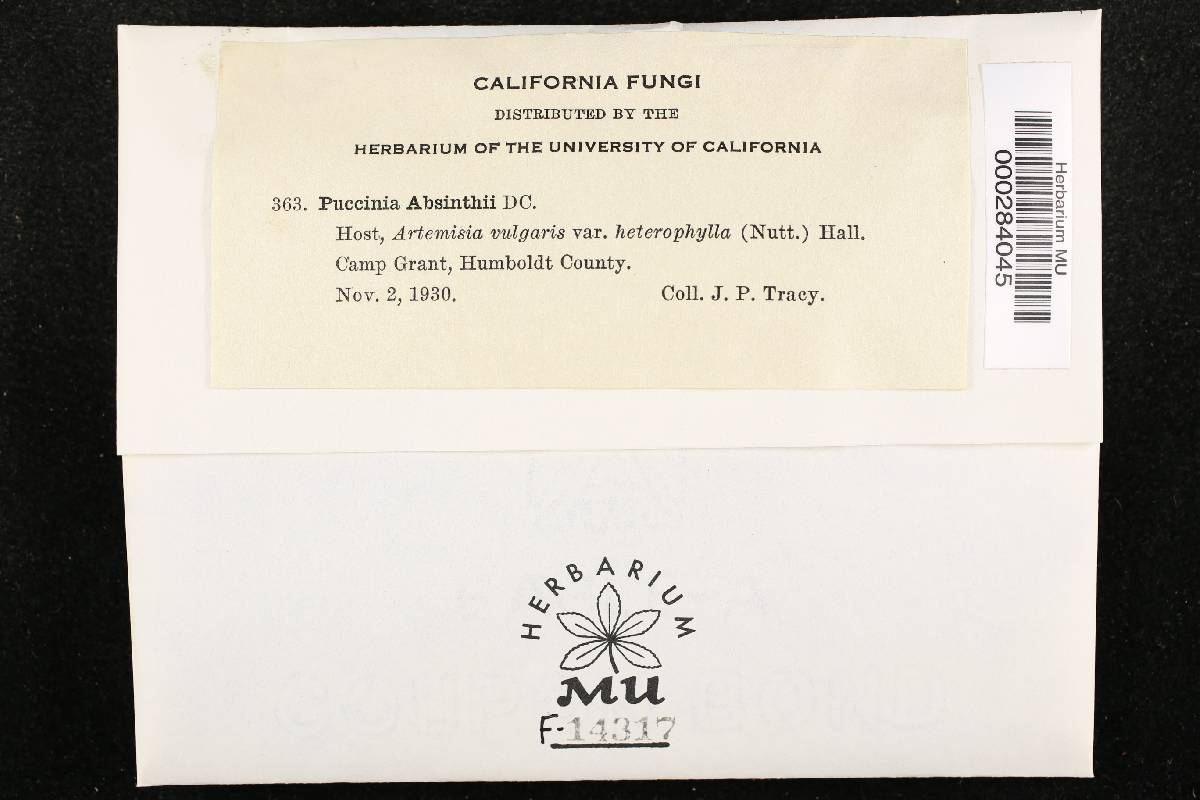 CALIFORNIA FUNGI
DISTRIBUTED BY THE
HERBARIUM OF THE UNIVERSITY OF CALIFORNIA
363. Puccinia Absinthii DC.
Host, Artemisia vulgaris var. heterophylla (Nutt.) Hall.
Camp Grant, Humboldt County.
Nov. 2, 1930. Coll. J. P. Tracy.
Herbarium MU
000284045
HERBARIUM
MU
F-14317